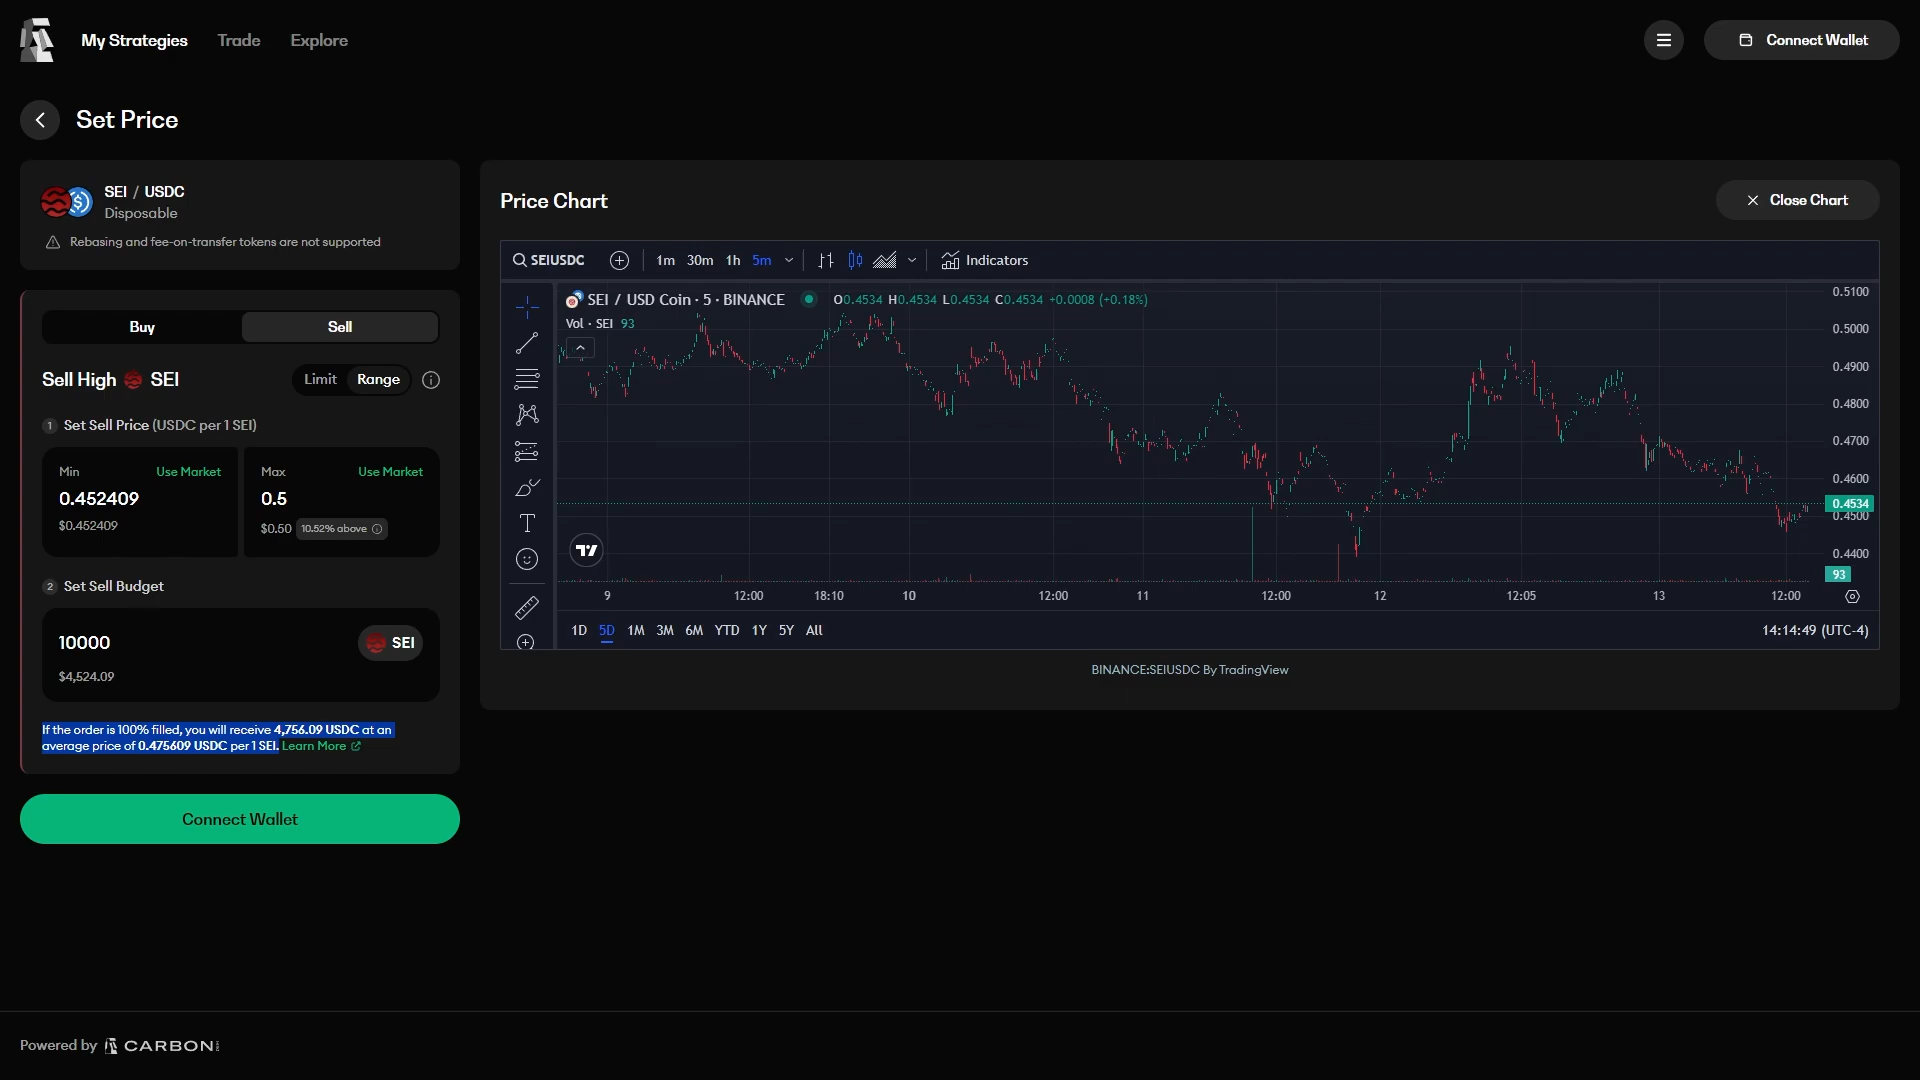 My Strategies
Trade
Explore
Connect Wallet
Set Price
SEI / USDC
Disposable
Rebasing and fee-on-transfer tokens are not supported
Buy
Sell
Sell High SEI
Limit
Range
1 Set Sell Price (USDC per 1 SEI)
Min Use Market
0.452409
$0.452409
Max Use Market
0.5
$0.50 10.52% above
2 Set Sell Budget
10000 SEI
$4,524.09
If the order is 100% filled, you will receive 4,756.09 USDC at an
average price of 0.475609 USDC per 1 SEI. Learn More
Connect Wallet
Price Chart
Close Chart
SEIUSDC 1m 30m 1h 5m Indicators
SEI / USD Coin · 5 · BINANCE O0.4534 H0.4534 L0.4534 C0.4534 +0.0008 (+0.18%)
Vol · SEI 93
0.5100
0.5000
0.4900
0.4800
0.4700
0.4600
0.4534
0.4500
0.4400
93
9 12:00 18:10 10 12:00 11 12:00 12 12:05 13 12:00
1D 5D 1M 3M 6M YTD 1Y 5Y All 14:14:49 (UTC-4)
BINANCE:SEIUSDC By TradingView
Powered by CARBON